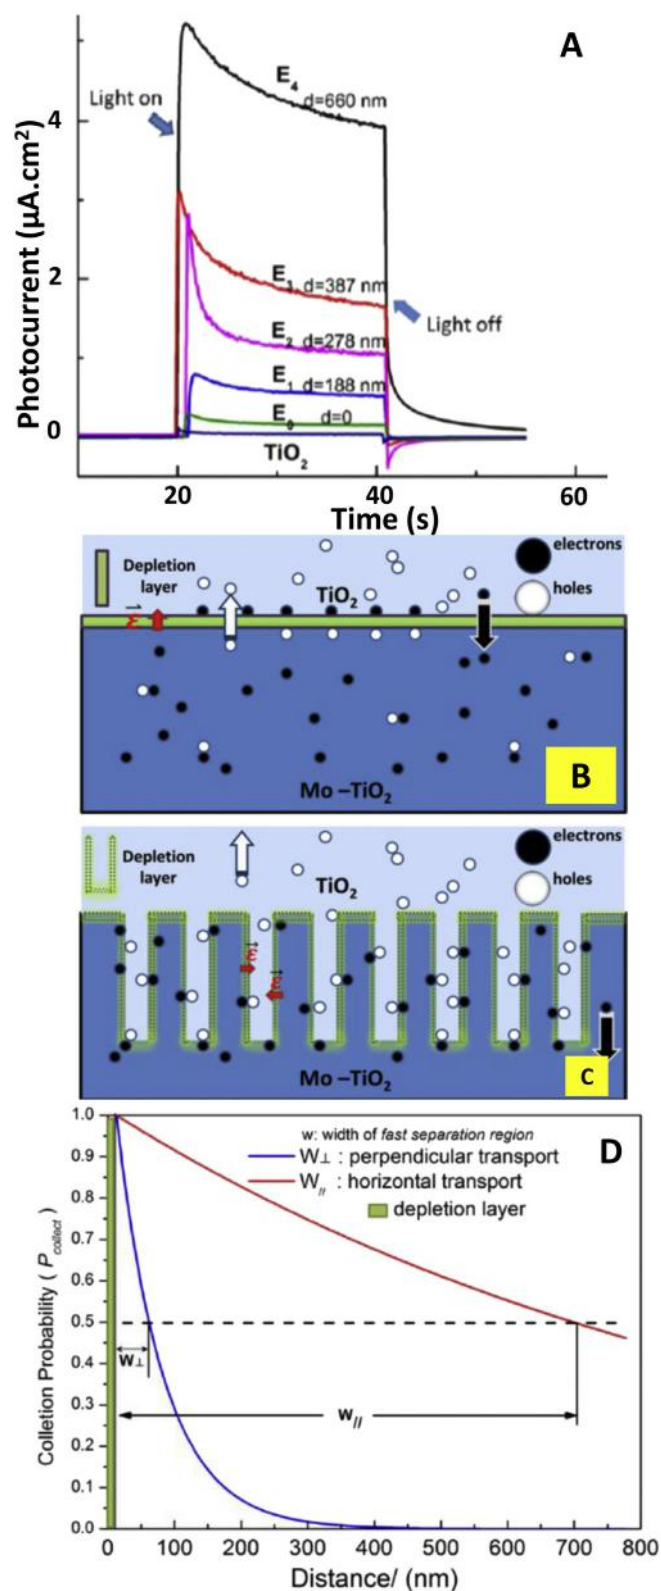 A
E4
d=660 nm
Light on
4
Photocurrent (µA.cm²)
2
E3 d=387 nm
Light off
E2 d=278 nm
E1 d=188 nm
E0 d=0
0
TiO2
20 40 60
Time (s)
electrons
Depletion
layer
TiO2
holes
ε
B
Mo –TiO2
electrons
Depletion
layer
TiO2
holes
ε
ε
C
Mo –TiO2
1.0
w: width of fast separation region
D
W⊥ : perpendicular transport
0.9
W// : horizontal transport
depletion layer
0.8
0.7
Colletion Probability ( Pcollect )
0.6
0.5
W⊥
0.4
0.3
w//
0.2
0.1
0.0
0 100 200 300 400 500 600 700 800
Distance/ (nm)